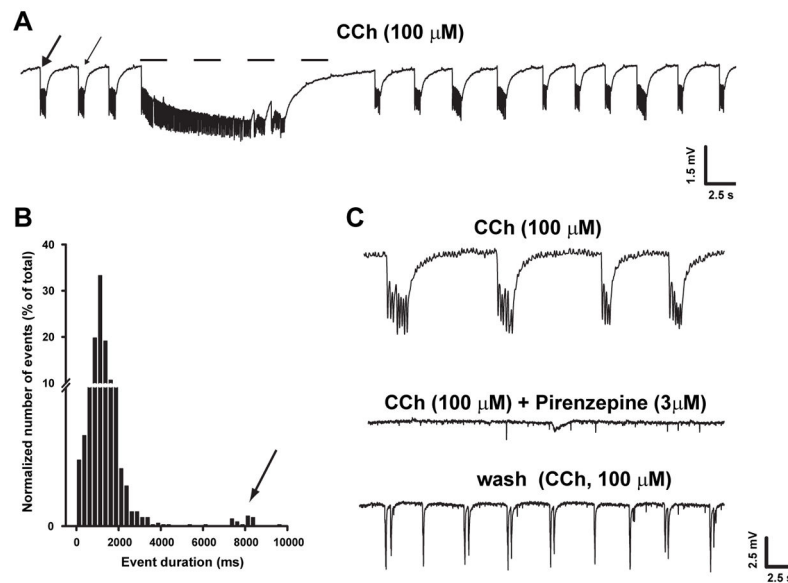 A
CCh (100 μM)
1.5 mV
2.5 s
B
Normalized number of events (% of total)
40
30
20
10
0
0 2000 4000 6000 8000 10000
Event duration (ms)
C
CCh (100 μM)
CCh (100 μM) + Pirenzepine (3μM)
wash (CCh, 100 μM)
2.5 mV
2.5 s